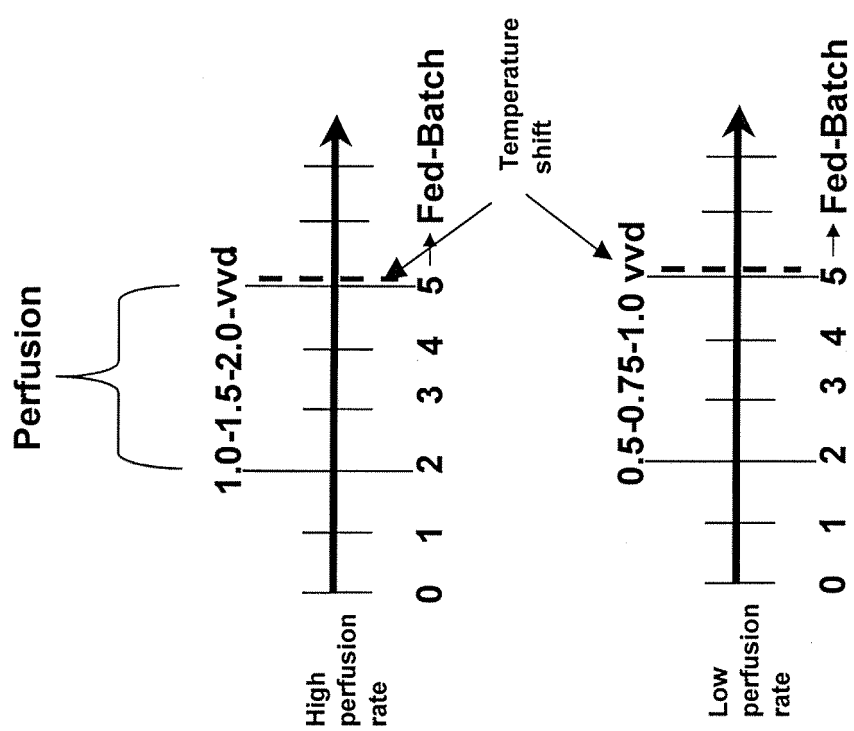 Perfusion
1.0-1.5-2.0-vvd
High
perfusion
rate
0 1 2 3 4 5 → Fed-Batch
Temperature
shift
0.5-0.75-1.0 vvd
Low
perfusion
rate
0 1 2 3 4 5 → Fed-Batch